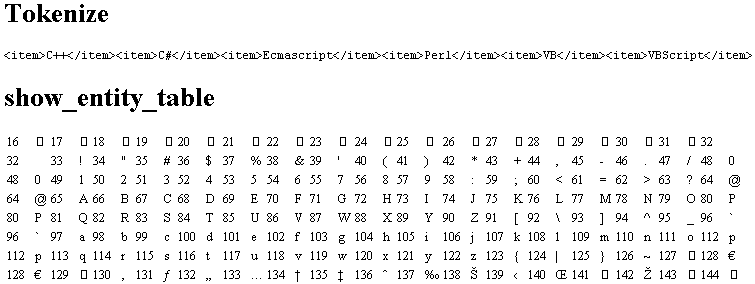 Tokenize
<item>C++</item><item>C#</item><item>Ecmascript</item><item>Perl</item><item>VB</item><item>VBScript</item>
show_entity_table
16 □ 17 □ 18 □ 19 □ 20 □ 21 □ 22 □ 23 □ 24 □ 25 □ 26 □ 27 □ 28 □ 29 □ 30 □ 31 □ 32
32 33 ! 34 " 35 # 36 $ 37 % 38 & 39 ' 40 ( 41 ) 42 * 43 + 44 , 45 - 46 . 47 / 48 0
48 0 49 1 50 2 51 3 52 4 53 5 54 6 55 7 56 8 57 9 58 : 59 ; 60 < 61 = 62 > 63 ? 64 @
64 @ 65 A 66 B 67 C 68 D 69 E 70 F 71 G 72 H 73 I 74 J 75 K 76 L 77 M 78 N 79 O 80 P
80 P 81 Q 82 R 83 S 84 T 85 U 86 V 87 W 88 X 89 Y 90 Z 91 [ 92 \ 93 ] 94 ^ 95 _ 96 `
96 ` 97 a 98 b 99 c 100 d 101 e 102 f 103 g 104 h 105 i 106 j 107 k 108 l 109 m 110 n 111 o 112 p
112 p 113 q 114 r 115 s 116 t 117 u 118 v 119 w 120 x 121 y 122 z 123 { 124 | 125 } 126 ~ 127 □ 128 €
128 € 129 □ 130 ‚ 131 ƒ 132 „ 133 … 134 † 135 ‡ 136 ˆ 137 ‰ 138 Š 139 ‹ 140 Œ 141 □ 142 Ž 143 □ 144 □